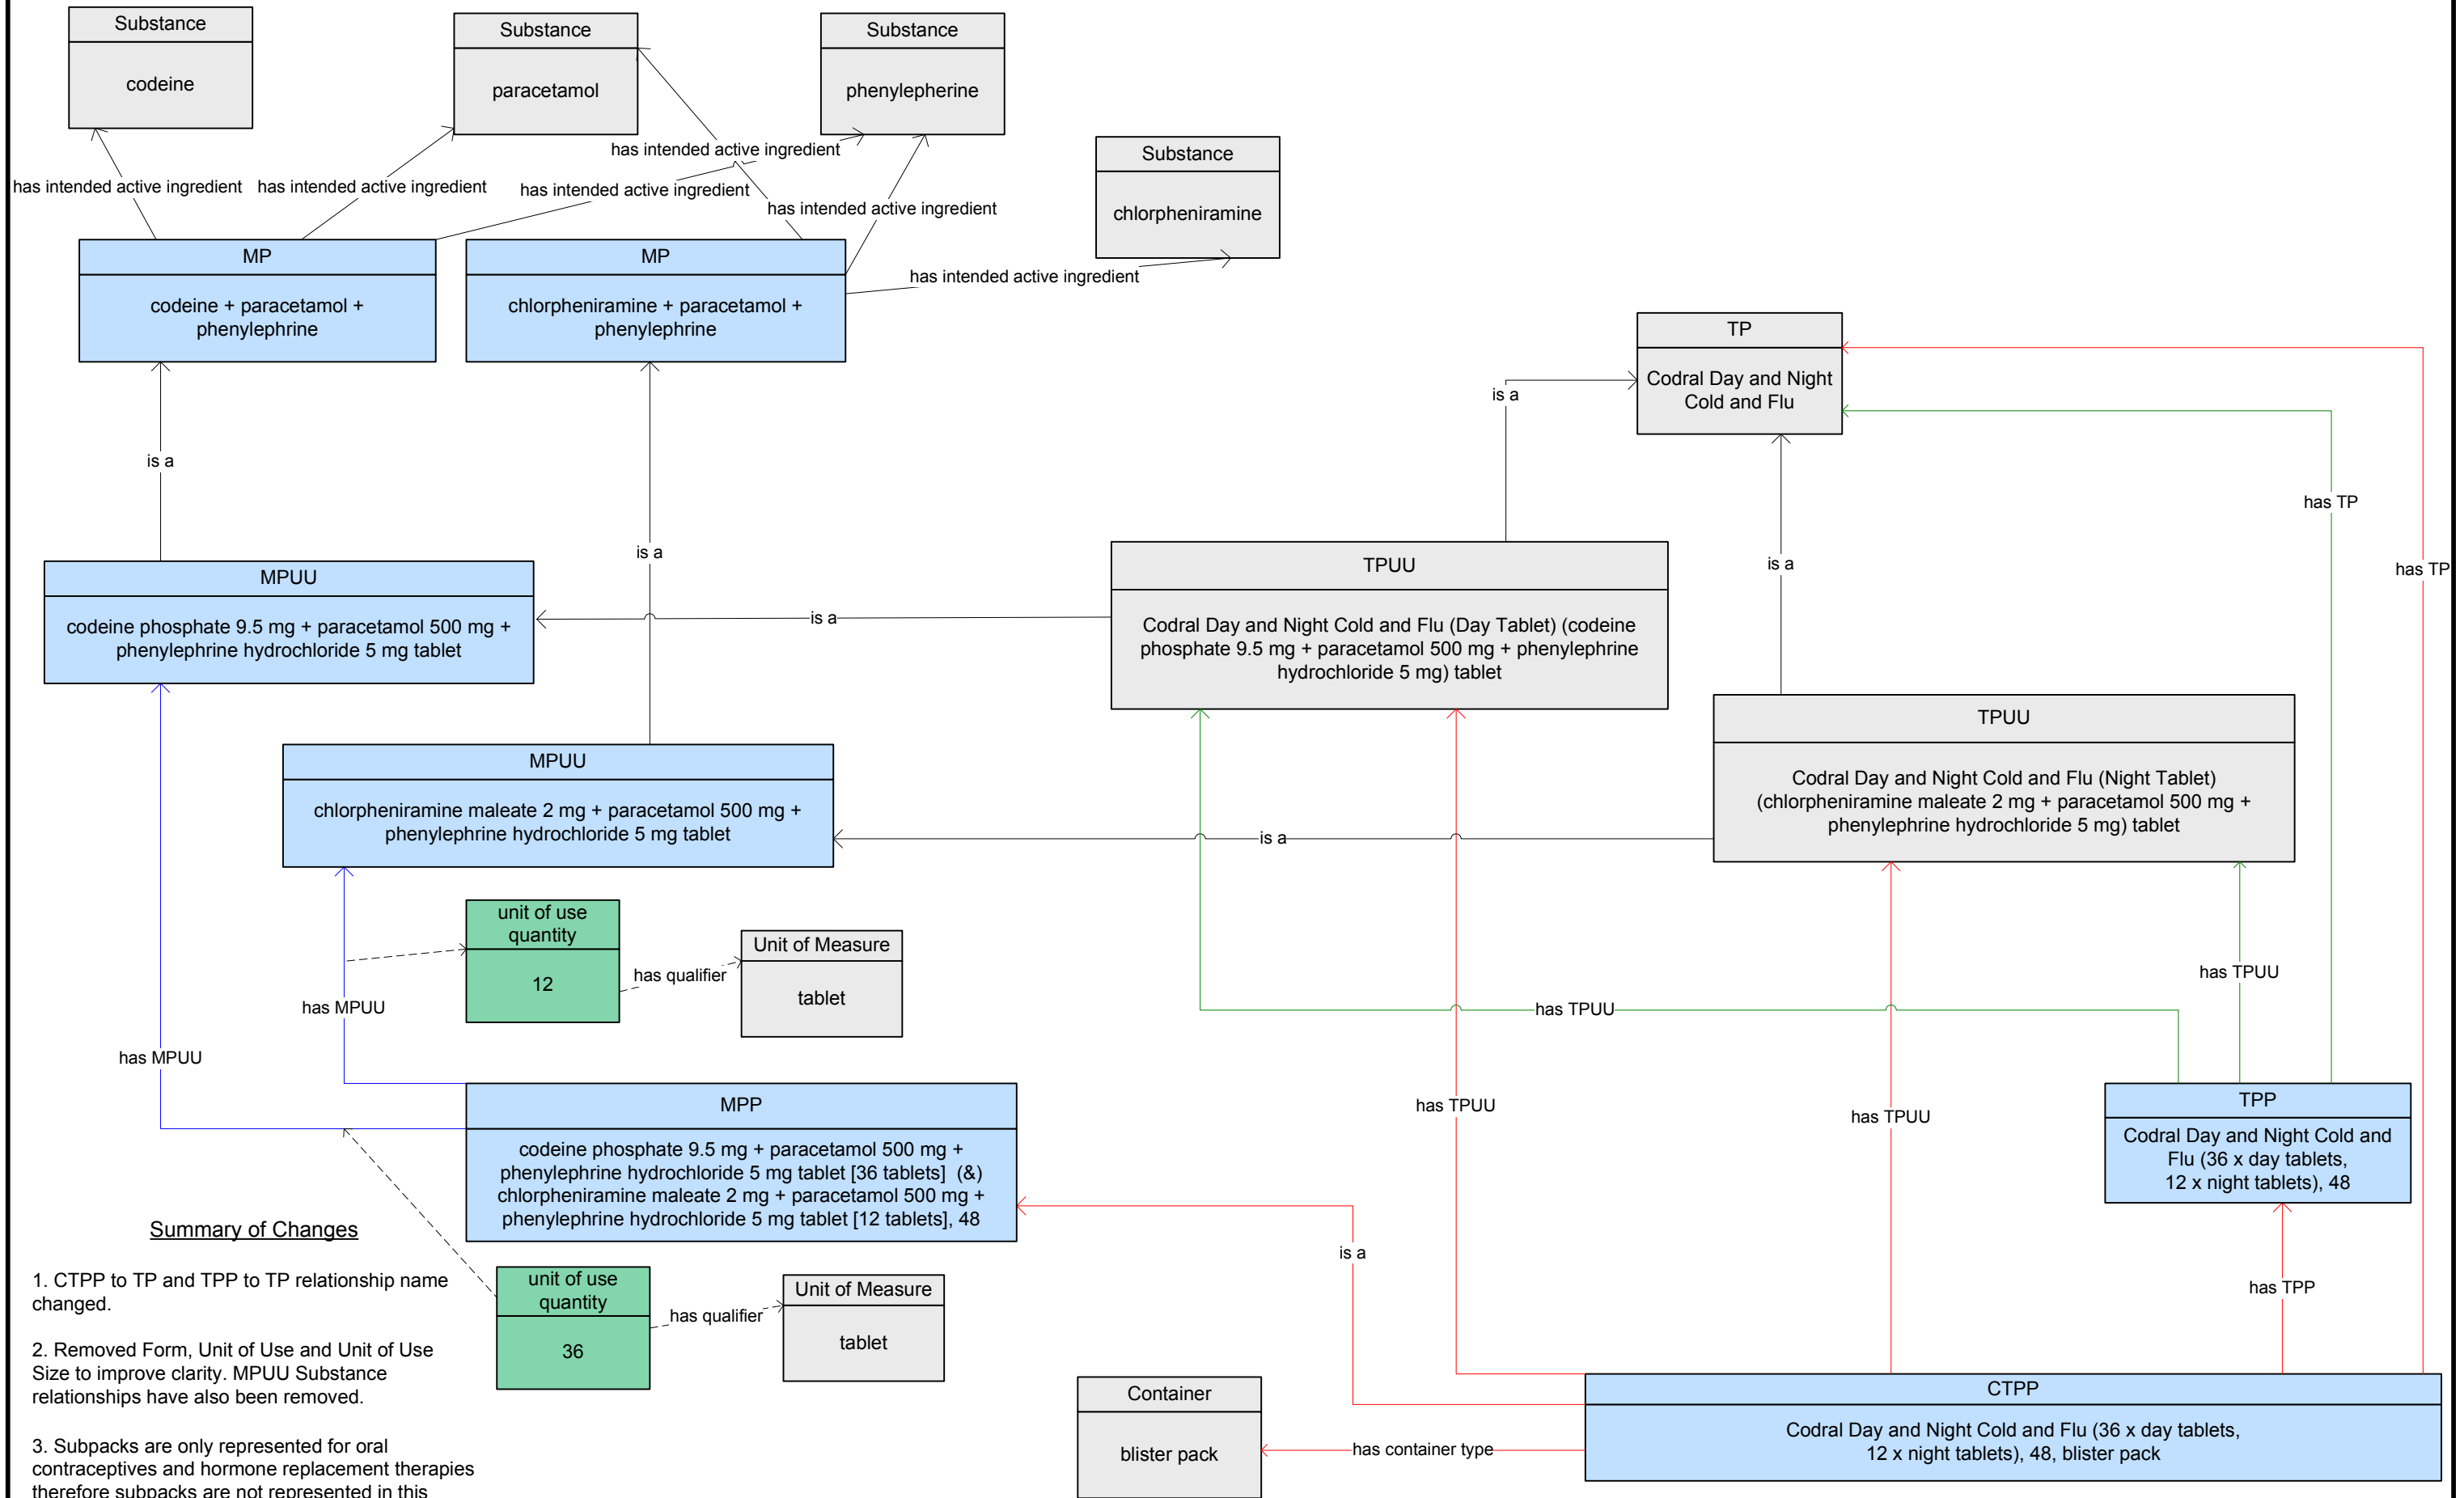 Substance
codeine
Substance
paracetamol
Substance
phenylepherine
Substance
chlorpheniramine
has intended active ingredient
has intended active ingredient
has intended active ingredient
has intended active ingredient
has intended active ingredient
has intended active ingredient
MP
codeine + paracetamol +
phenylephrine
MP
chlorpheniramine + paracetamol +
phenylephrine
TP
Codral Day and Night
Cold and Flu
is a
is a
is a
is a
has TP
has TP
MPUU
codeine phosphate 9.5 mg + paracetamol 500 mg +
phenylephrine hydrochloride 5 mg tablet
is a
TPUU
Codral Day and Night Cold and Flu (Day Tablet) (codeine
phosphate 9.5 mg + paracetamol 500 mg + phenylephrine
hydrochloride 5 mg) tablet
TPUU
Codral Day and Night Cold and Flu (Night Tablet)
(chlorpheniramine maleate 2 mg + paracetamol 500 mg +
phenylephrine hydrochloride 5 mg) tablet
MPUU
chlorpheniramine maleate 2 mg + paracetamol 500 mg +
phenylephrine hydrochloride 5 mg tablet
is a
unit of use
quantity
12
has qualifier
Unit of Measure
tablet
has MPUU
has MPUU
has TPUU
has TPUU
has TPUU
has TPUU
MPP
codeine phosphate 9.5 mg + paracetamol 500 mg +
phenylephrine hydrochloride 5 mg tablet [36 tablets]  (&)
chlorpheniramine maleate 2 mg + paracetamol 500 mg +
phenylephrine hydrochloride 5 mg tablet [12 tablets], 48
TPP
Codral Day and Night Cold and
Flu (36 x day tablets,
12 x night tablets), 48
is a
has TPP
unit of use
quantity
36
has qualifier
Unit of Measure
tablet
Container
blister pack
has container type
CTPP
Codral Day and Night Cold and Flu (36 x day tablets,
12 x night tablets), 48, blister pack
Summary of Changes
1. CTPP to TP and TPP to TP relationship name
changed.
2. Removed Form, Unit of Use and Unit of Use
Size to improve clarity. MPUU Substance
relationships have also been removed.
3. Subpacks are only represented for oral
contraceptives and hormone replacement therapies
therefore subpacks are not represented in this